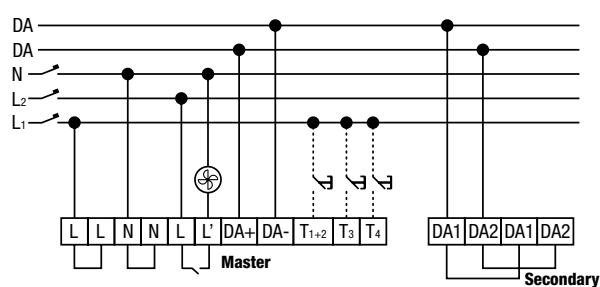 DA
DA
N
L2
L1
L L N N L L' DA+ DA- T1+2 T3 T4
DA1 DA2 DA1 DA2
Master
Secondary